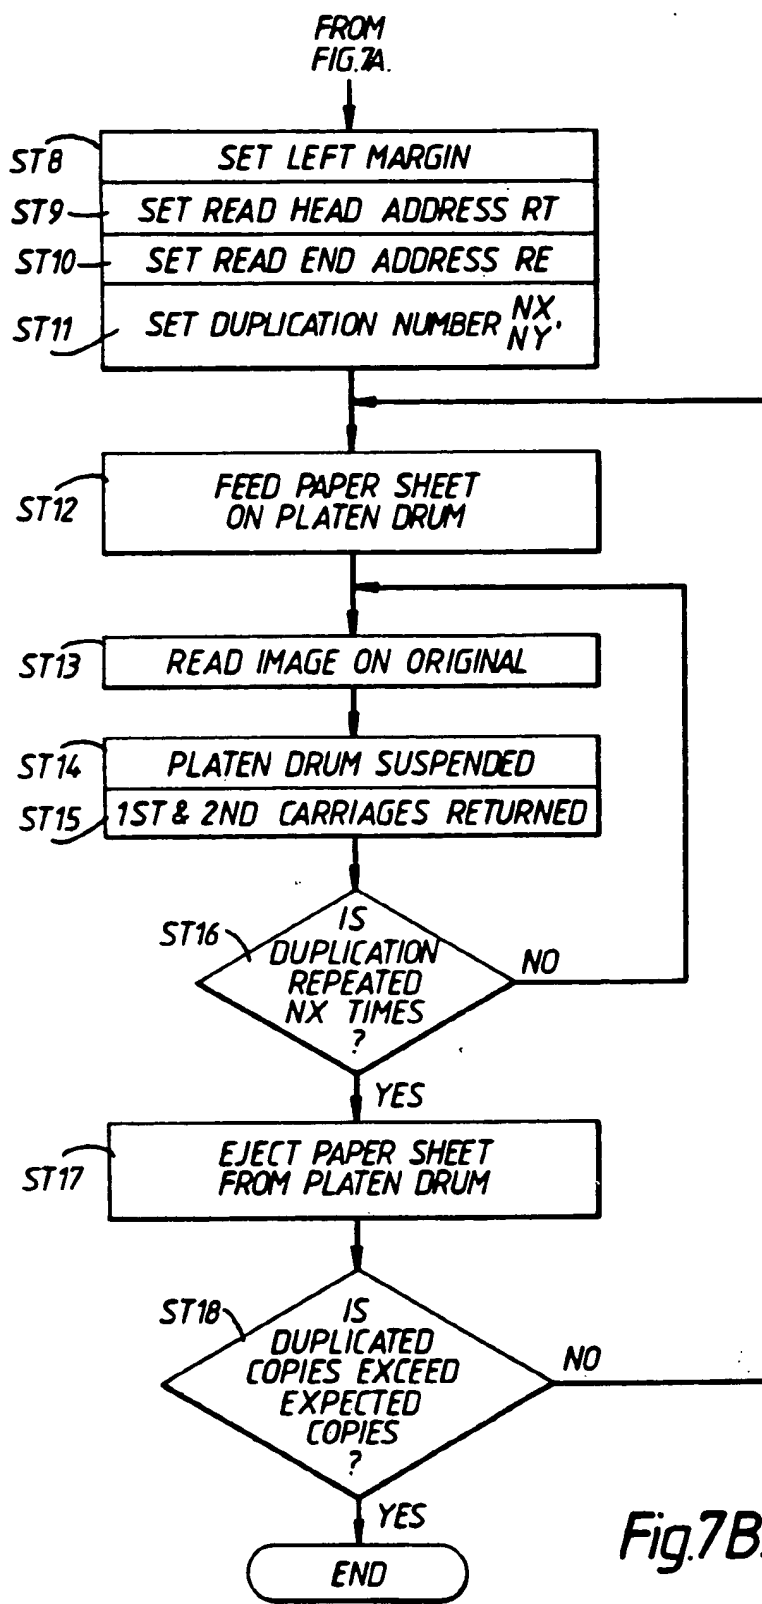 FROM
FIG.7A.
ST8
SET LEFT MARGIN
ST9
SET READ HEAD ADDRESS RT
ST10
SET READ END ADDRESS RE
ST11
SET DUPLICATION NUMBER NX,
NY
ST12
FEED PAPER SHEET
ON PLATEN DRUM
ST13
READ IMAGE ON ORIGINAL
ST14
PLATEN DRUM SUSPENDED
ST15
1ST & 2ND CARRIAGES RETURNED
ST16
IS
DUPLICATION
REPEATED
NX TIMES
?
NO
YES
ST17
EJECT PAPER SHEET
FROM PLATEN DRUM
ST18
IS
DUPLICATED
COPIES EXCEED
EXPECTED
COPIES
?
NO
YES
END
Fig.7B.